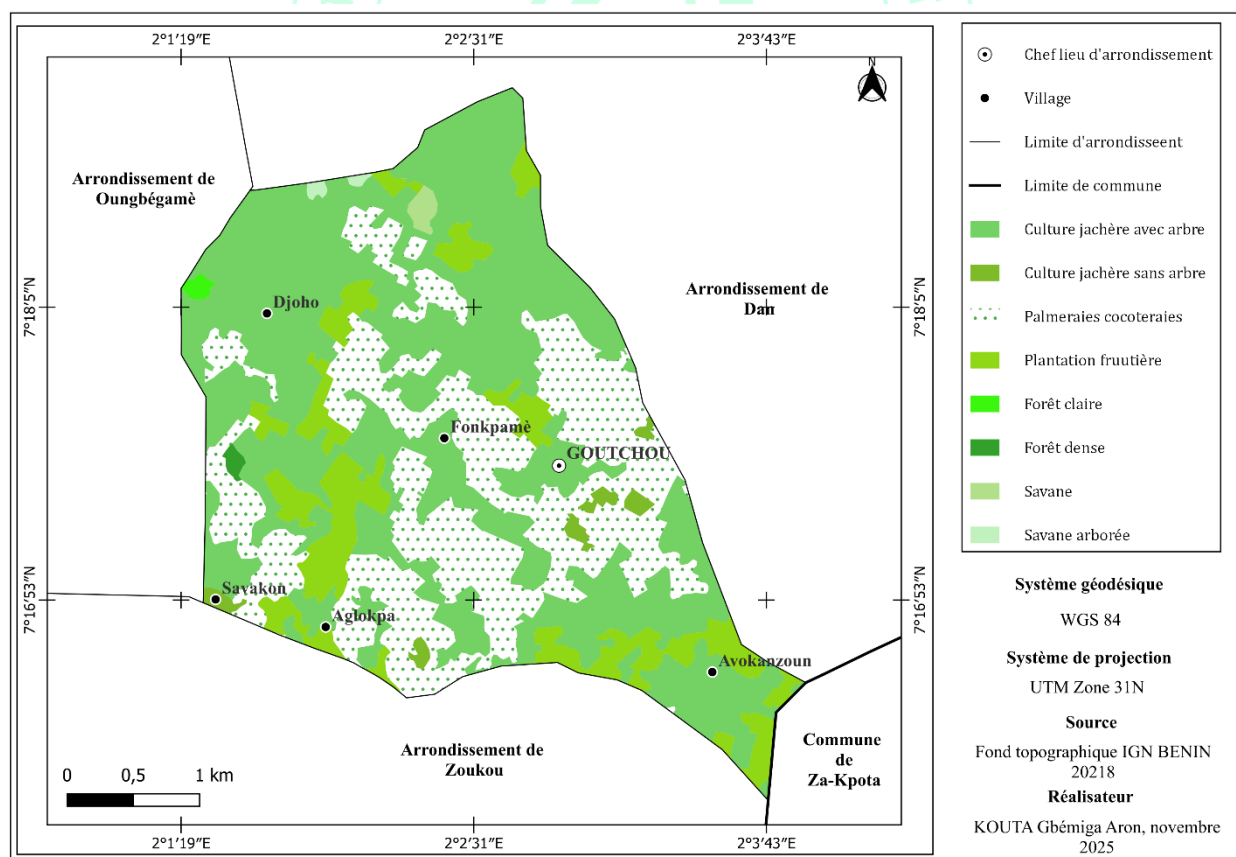 2°1′19″E
2°2′31″E
2°3′43″E
N
Arrondissement de
Oungbégamè
7°18′5″N
7°18′5″N
Djoho
Arrondissement de
Dan
Fonkpamè
GOUTCHOU
7°16′53″N
7°16′53″N
Savakon
Aglokpa
Avokanzoun
Arrondissement de
Zoukou
Commune
de
Za-Kpota
0 0,5 1 km
2°1′19″E
2°2′31″E
2°3′43″E
Chef lieu d'arrondissement
Village
Limite d'arrondisseent
Limite de commune
Culture jachère avec arbre
Culture jachère sans arbre
Palmeraies cocoteraies
Plantation fruutière
Forêt claire
Forêt dense
Savane
Savane arborée
Système géodésique
WGS 84
Système de projection
UTM Zone 31N
Source
Fond topographique IGN BENIN
20218
Réalisateur
KOUTA Gbémiga Aron, novembre
2025